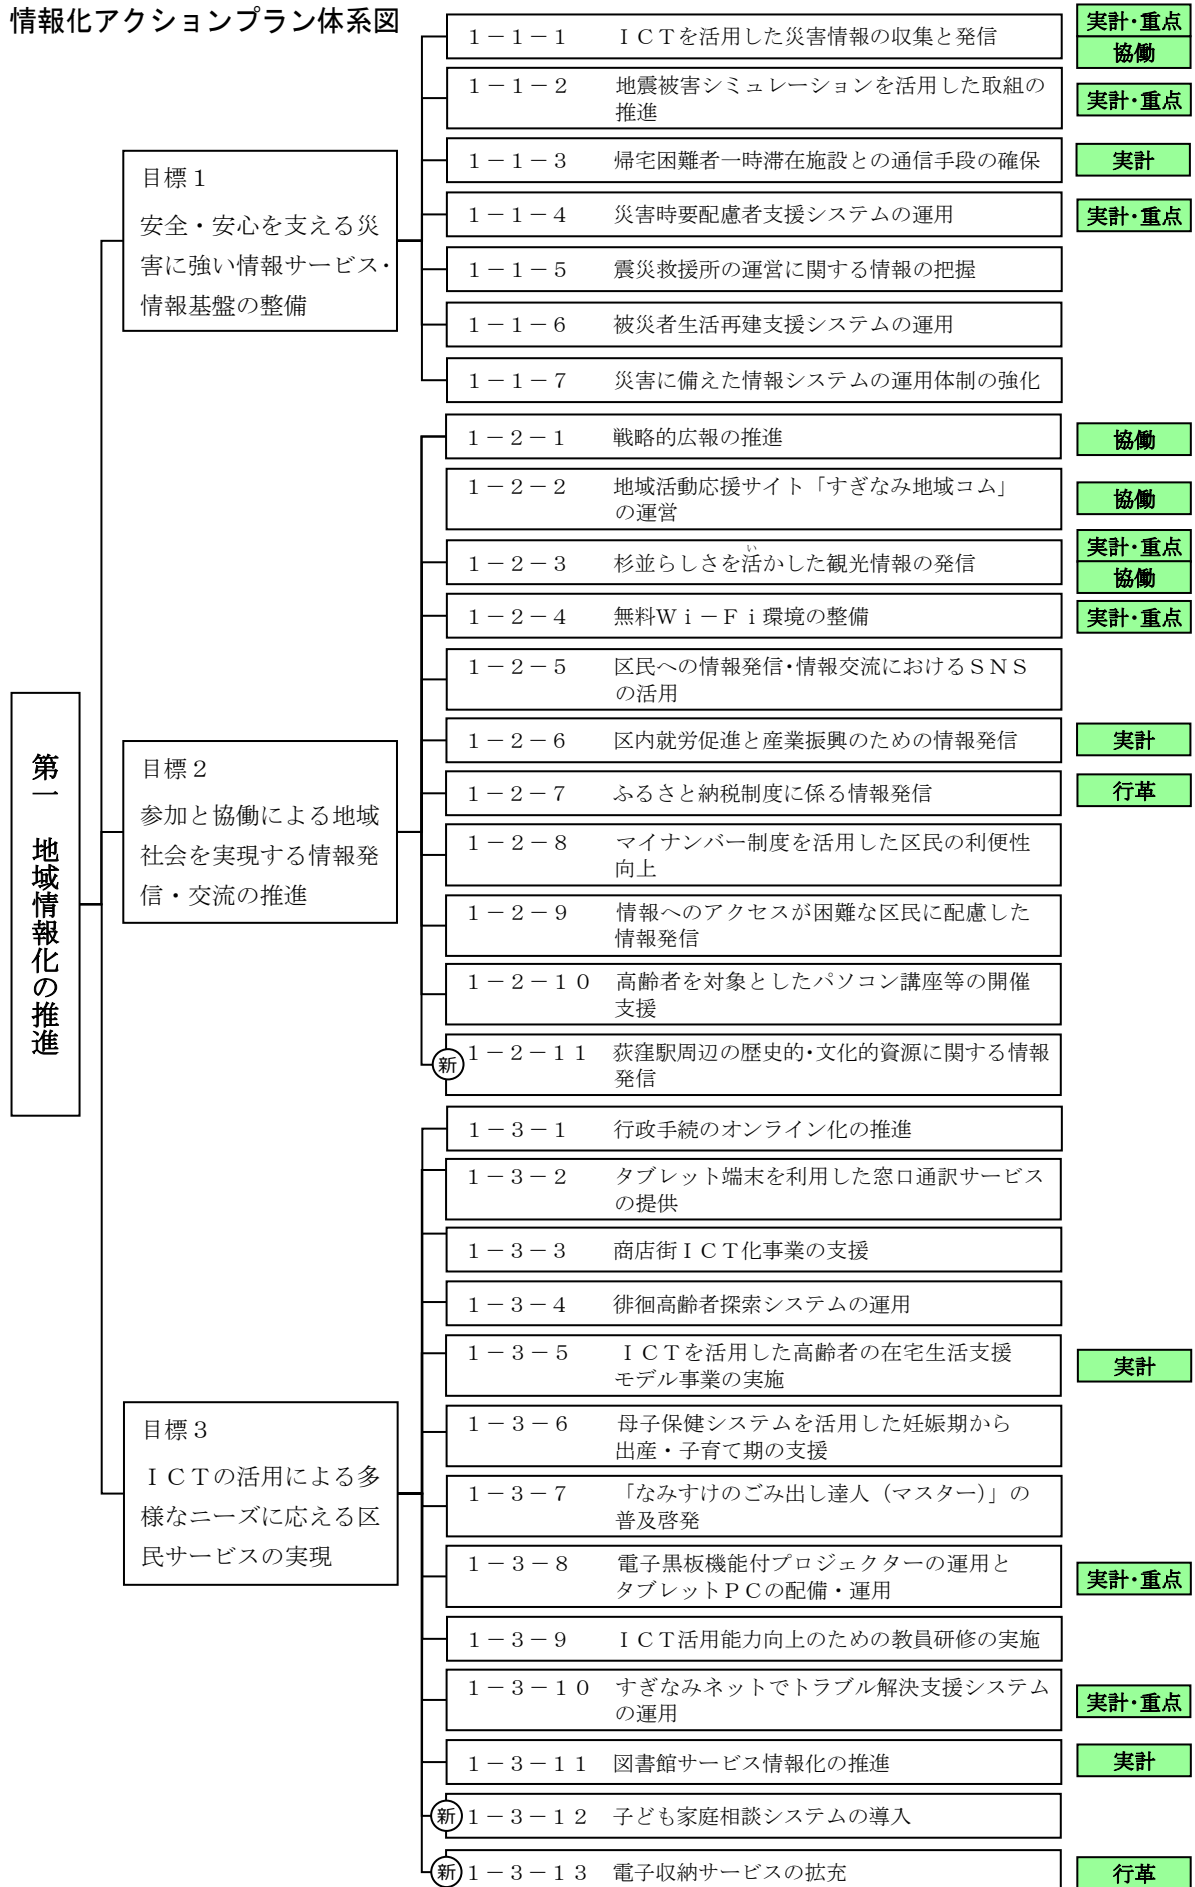 情報化アクションプラン体系図
第一 地域情報化の推進
目標1
安全・安心を支える災
害に強い情報サービス・
情報基盤の整備
1-1-1 ICTを活用した災害情報の収集と発信
実計・重点
協働
1-1-2 地震被害シミュレーションを活用した取組の
推進
実計・重点
1-1-3 帰宅困難者一時滞在施設との通信手段の確保
実計
1-1-4 災害時要配慮者支援システムの運用
実計・重点
1-1-5 震災救援所の運営に関する情報の把握
1-1-6 被災者生活再建支援システムの運用
1-1-7 災害に備えた情報システムの運用体制の強化
目標2
参加と協働による地域
社会を実現する情報発
信・交流の推進
1-2-1 戦略的広報の推進
協働
1-2-2 地域活動応援サイト「すぎなみ地域コム」
の運営
協働
い
1-2-3 杉並らしさを活かした観光情報の発信
実計・重点
協働
1-2-4 無料Wi-Fi環境の整備
実計・重点
1-2-5 区民への情報発信・情報交流におけるSNS
の活用
1-2-6 区内就労促進と産業振興のための情報発信
実計
1-2-7 ふるさと納税制度に係る情報発信
行革
1-2-8 マイナンバー制度を活用した区民の利便性
向上
1-2-9 情報へのアクセスが困難な区民に配慮した
情報発信
1-2-10 高齢者を対象としたパソコン講座等の開催
支援
新 1-2-11 荻窪駅周辺の歴史的・文化的資源に関する情報
発信
目標3
ICTの活用による多
様なニーズに応える区
民サービスの実現
1-3-1 行政手続のオンライン化の推進
1-3-2 タブレット端末を利用した窓口通訳サービス
の提供
1-3-3 商店街ICT化事業の支援
1-3-4 徘徊高齢者探索システムの運用
1-3-5 ICTを活用した高齢者の在宅生活支援
モデル事業の実施
実計
1-3-6 母子保健システムを活用した妊娠期から
出産・子育て期の支援
1-3-7 「なみすけのごみ出し達人(マスター)」の
普及啓発
1-3-8 電子黒板機能付プロジェクターの運用と
タブレットPCの配備・運用
実計・重点
1-3-9 ICT活用能力向上のための教員研修の実施
1-3-10 すぎなみネットでトラブル解決支援システム
の運用
実計・重点
1-3-11 図書館サービス情報化の推進
実計
新 1-3-12 子ども家庭相談システムの導入
新 1-3-13 電子収納サービスの拡充
行革